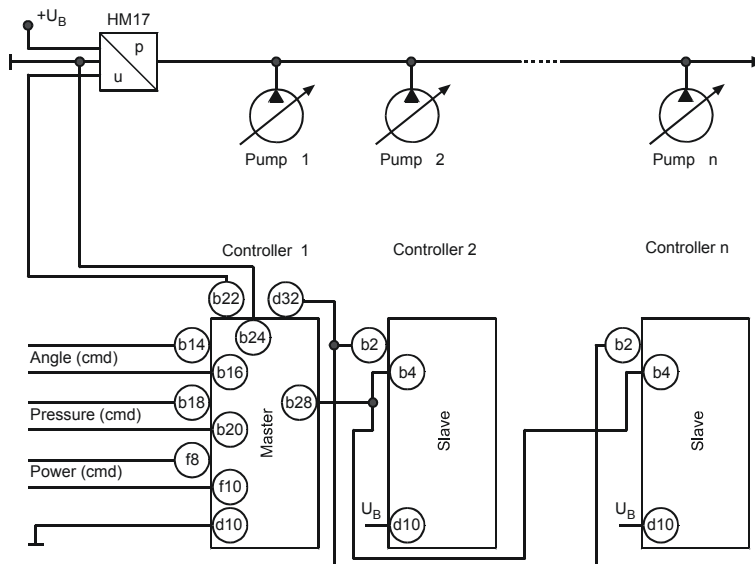 +UB
HM17
p
u
Pump 1
Pump 2
Pump n
Controller 1
Controller 2
Controller n
b22
d32
b24
b14
Angle (cmd)
b16
b18
Pressure (cmd)
b20
f8
Power (cmd)
f10
d10
Master
b28
b2
b4
Slave
UB
d10
b2
b4
Slave
UB
d10